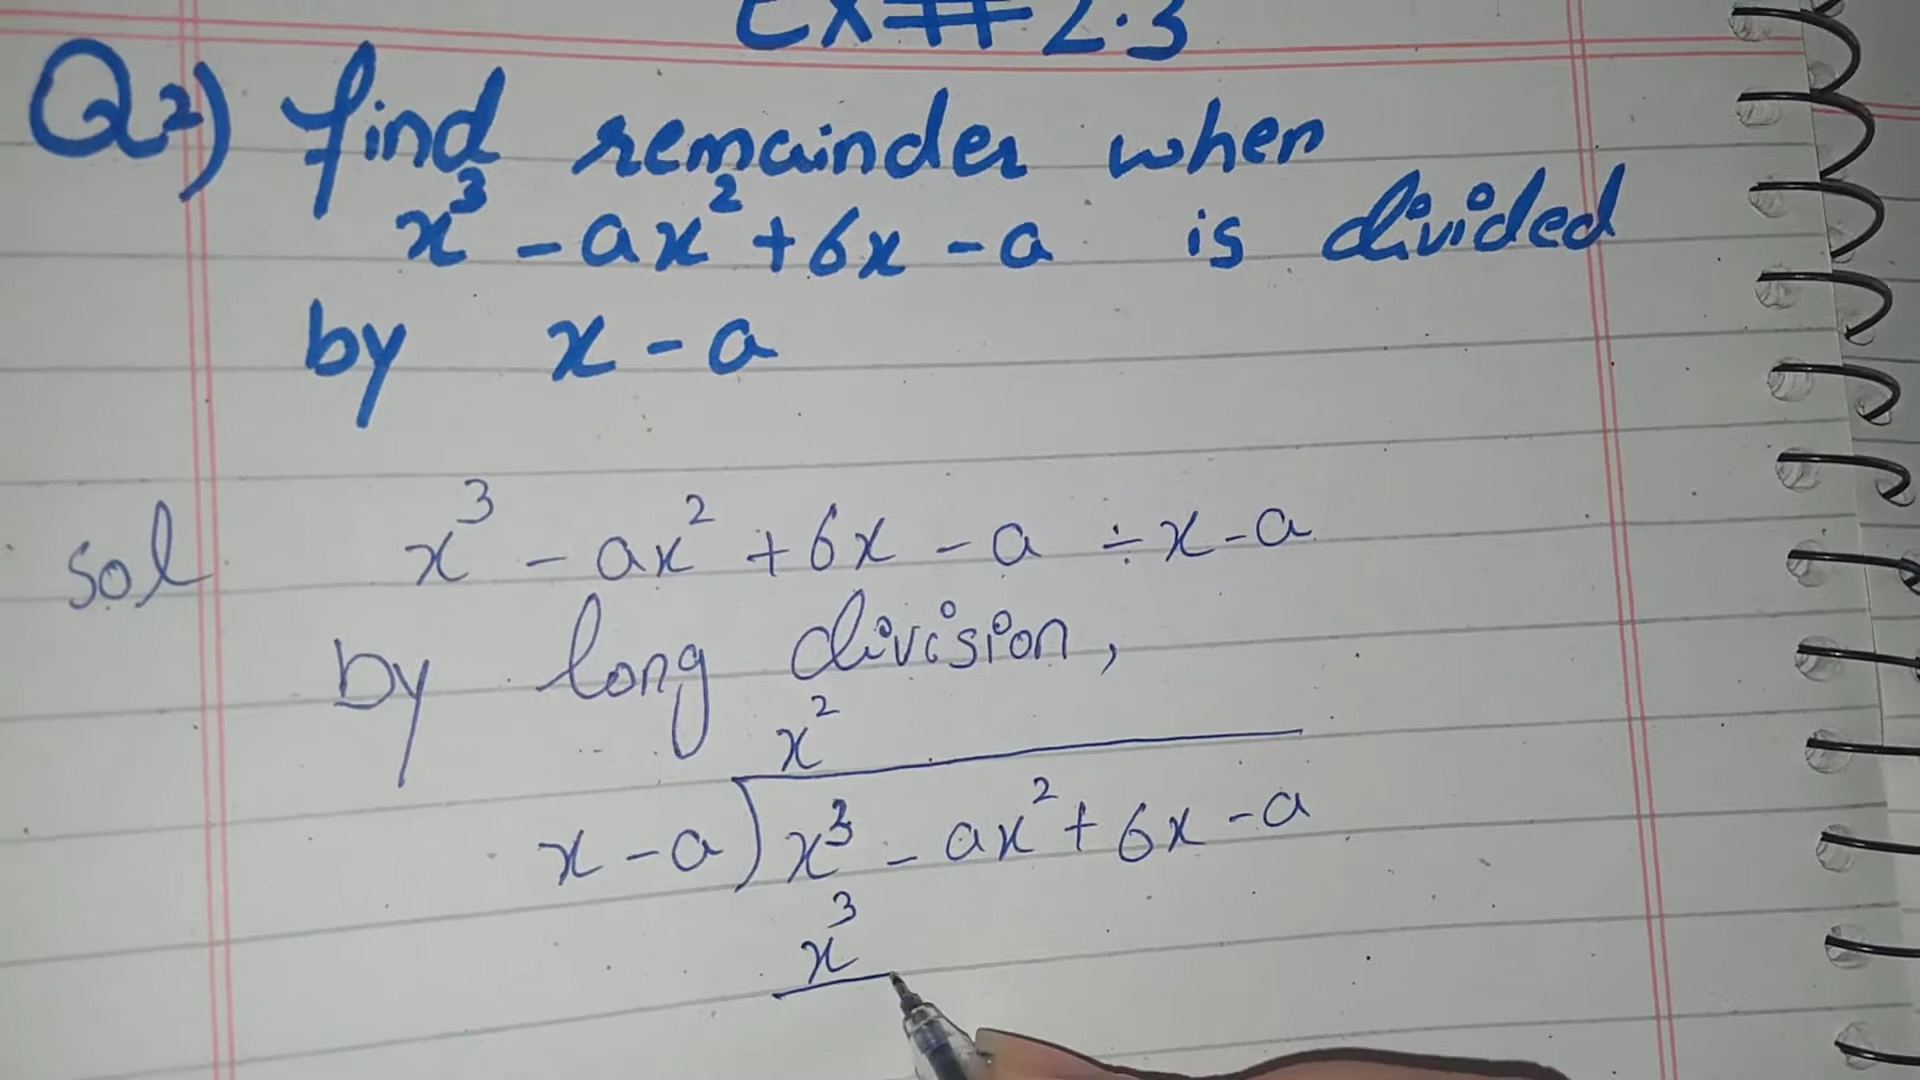 Ex # 2.3
Q2) find remainder when
x³ - ax² + 6x - a is divided
by x - a
Sol x³ - ax² + 6x - a ÷ x - a
by long division,
x²
x - a) x³ - ax² + 6x - a
x³